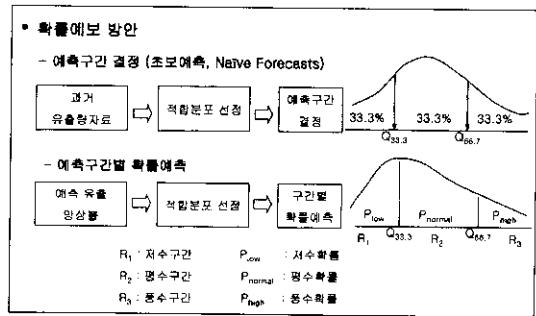 • 확률예보 방안
– 예측구간 결정 (초보예측, Naïve Forecasts)
과거
유출량자료
적합분포 선정
예측구간
결정
33.3% 33.3% 33.3%
Q33.3 Q66.7
– 예측구간별 확률예측
예측 유출
앙상블
적합분포 선정
구간별
확률예측
Plow Pnormal Phigh
R1 Q33.3 R2 Q66.7 R3
R1 : 저수구간 Plow : 저수확률
R2 : 평수구간 Pnormal : 평수확률
R3 : 풍수구간 Phigh : 풍수확률